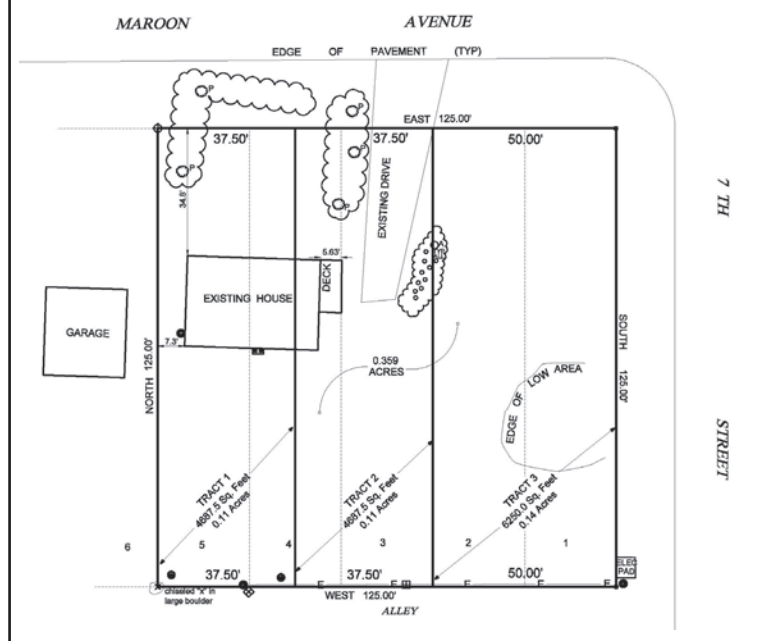 MAROON AVENUE
EDGE OF PAVEMENT (TYP)
EAST 125.00'
37.50' 37.50' 50.00'
P
P
P
P
P
34.8'
EXISTING DRIVE
7 TH
STREET
5.63'
DECK
EXISTING HOUSE
GARAGE
7.3'
NORTH 125.00'
SOUTH 125.00'
0.359
ACRES
EDGE OF LOW AREA
TRACT 1
4687.5 Sq. Feet
0.11 Acres
TRACT 2
4687.5 Sq. Feet
0.11 Acres
TRACT 3
6250.0 Sq. Feet
0.14 Acres
6 5 4 3 2 1
37.50' 37.50' 50.00'
E E E E E
ELEC
PAD
chiseled "x" in
large boulder
WEST 125.00'
ALLEY